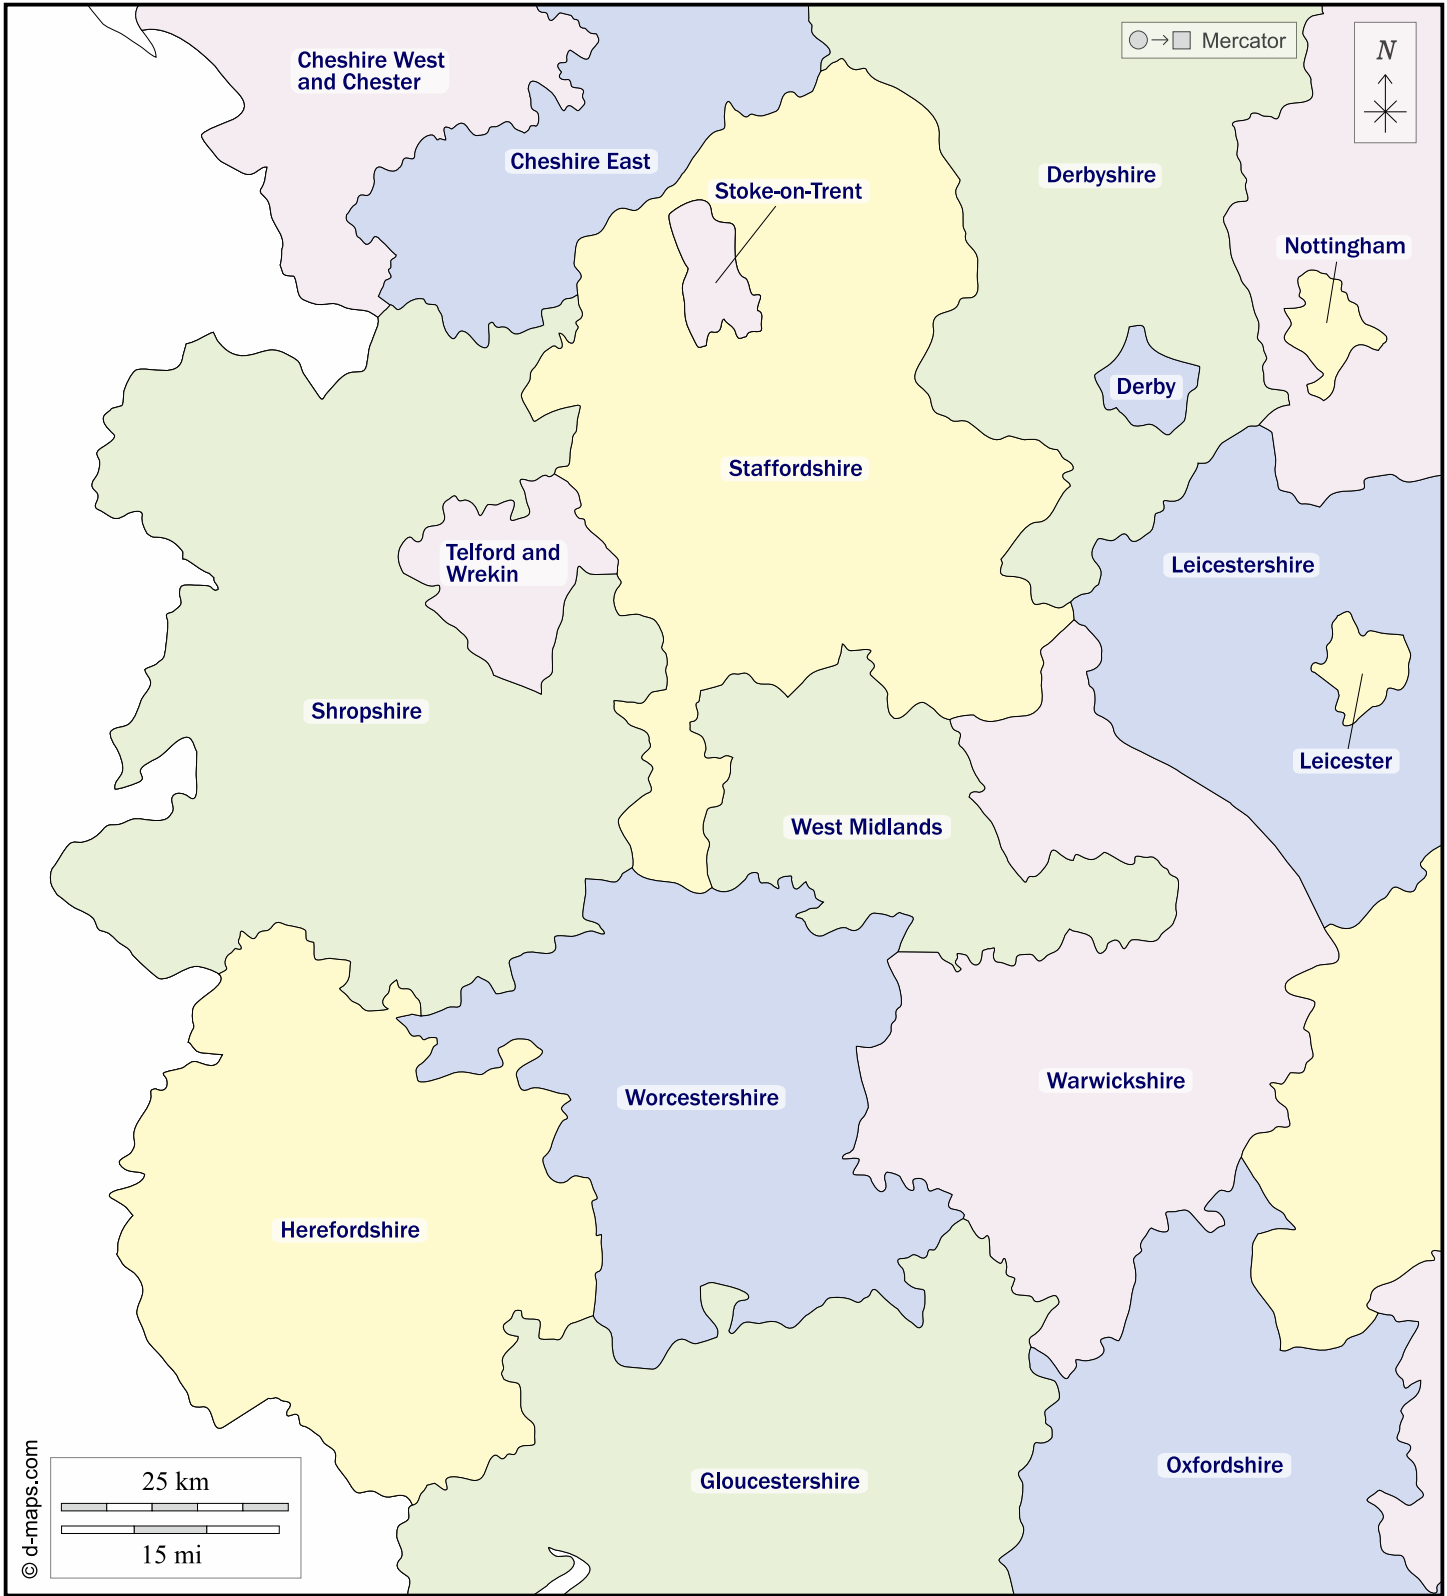 Mercator
N
Cheshire West
and Chester
Cheshire East
Derbyshire
Stoke-on-Trent
Nottingham
Derby
Staffordshire
Telford and
Wrekin
Leicestershire
Shropshire
Leicester
West Midlands
Warwickshire
Worcestershire
Herefordshire
Oxfordshire
Gloucestershire
25 km
15 mi
© d-maps.com